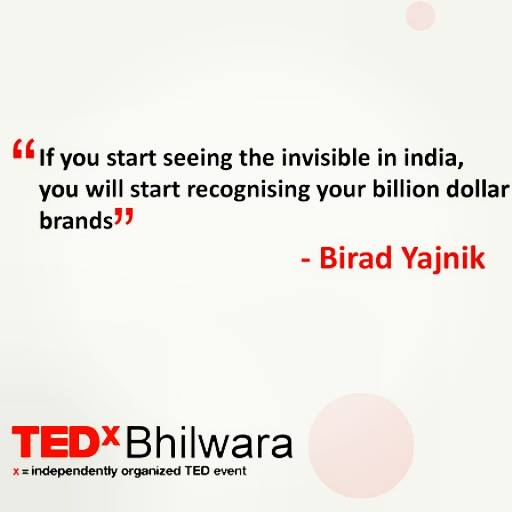 “If you start seeing the invisible in india,
you will start recognising your billion dollar
brands”
- Birad Yajnik
TEDx Bhilwara
x = independently organized TED event